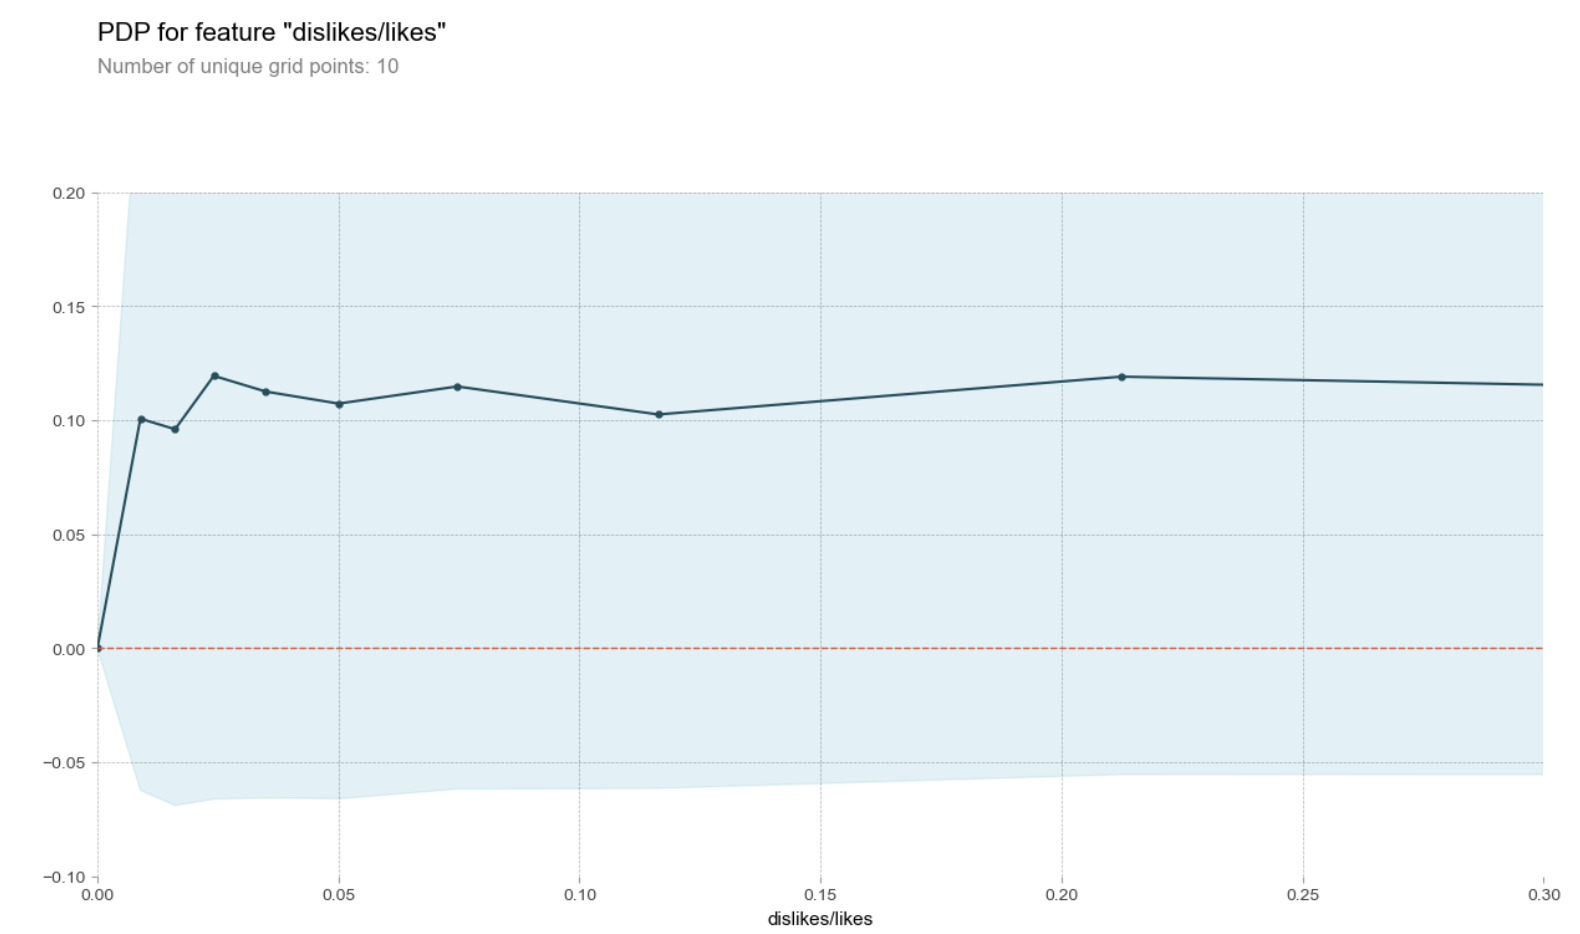 PDP for feature "dislikes/likes"
Number of unique grid points: 10
0.20
0.15
0.10
0.05
0.00
−0.05
−0.10
0.00 0.05 0.10 0.15 0.20 0.25 0.30
dislikes/likes